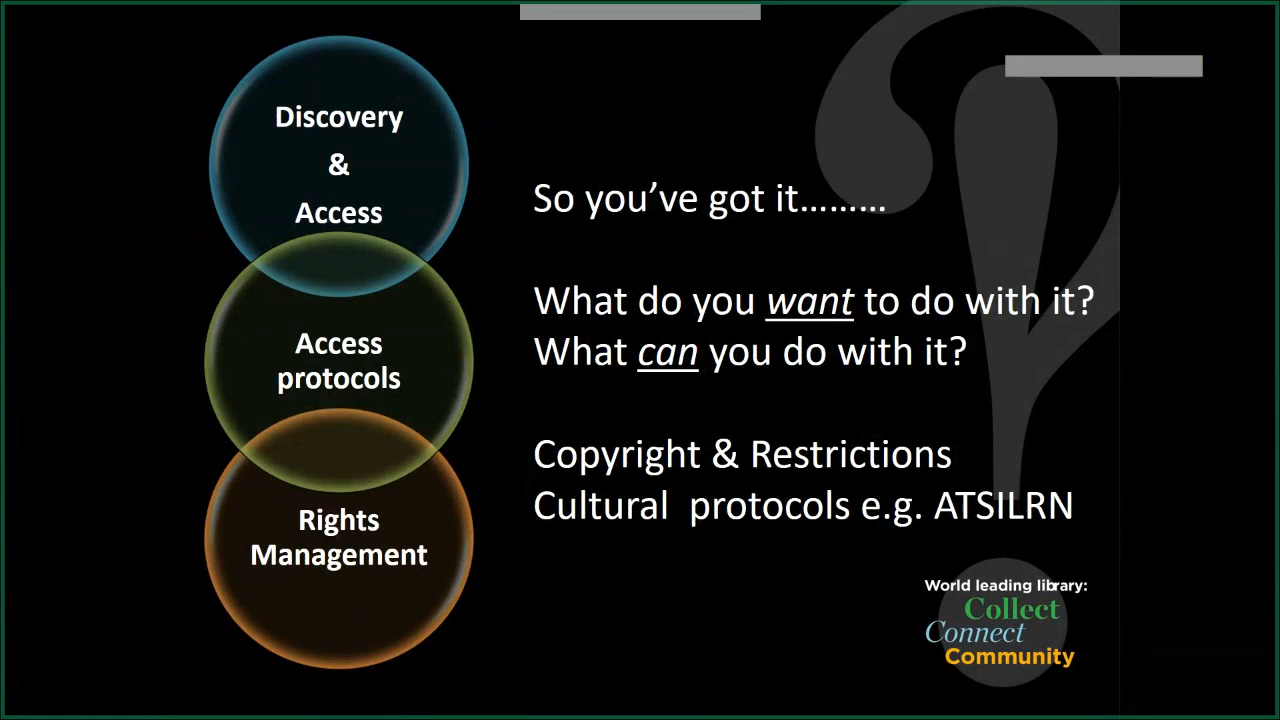 Discovery
&
Access
Access
protocols
Rights
Management
So you’ve got it………
What do you want to do with it?
What can you do with it?
Copyright & Restrictions
Cultural  protocols e.g. ATSILRN
World leading library:
Collect
Connect
Community